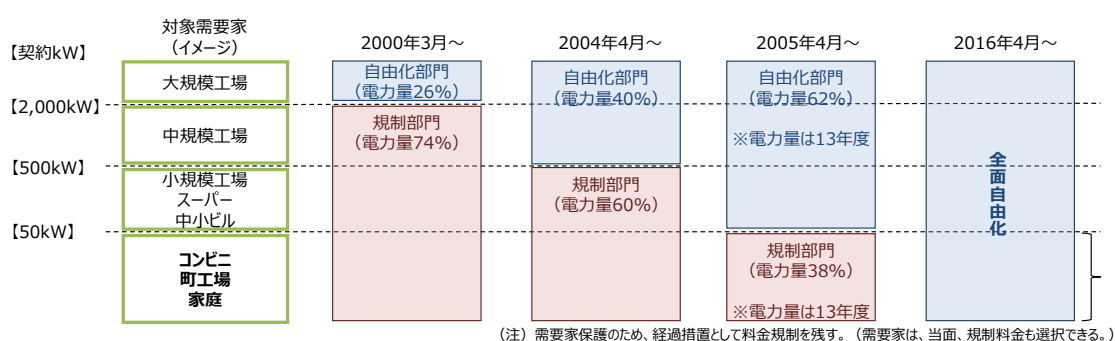 対象需要家
（イメージ）
【契約kW】
2000年3月～
2004年4月～
2005年4月～
2016年4月～
大規模工場
自由化部門
（電力量26%）
自由化部門
（電力量40%）
自由化部門
（電力量62%）
※電力量は13年度
【2,000kW】
中規模工場
規制部門
（電力量74%）
【500kW】
小規模工場
スーパー
中小ビル
規制部門
（電力量60%）
全面自由化
【50kW】
コンビニ
町工場
家庭
規制部門
（電力量38%）
※電力量は13年度
（注）需要家保護のため、経過措置として料金規制を残す。（需要家は、当面、規制料金も選択できる。）